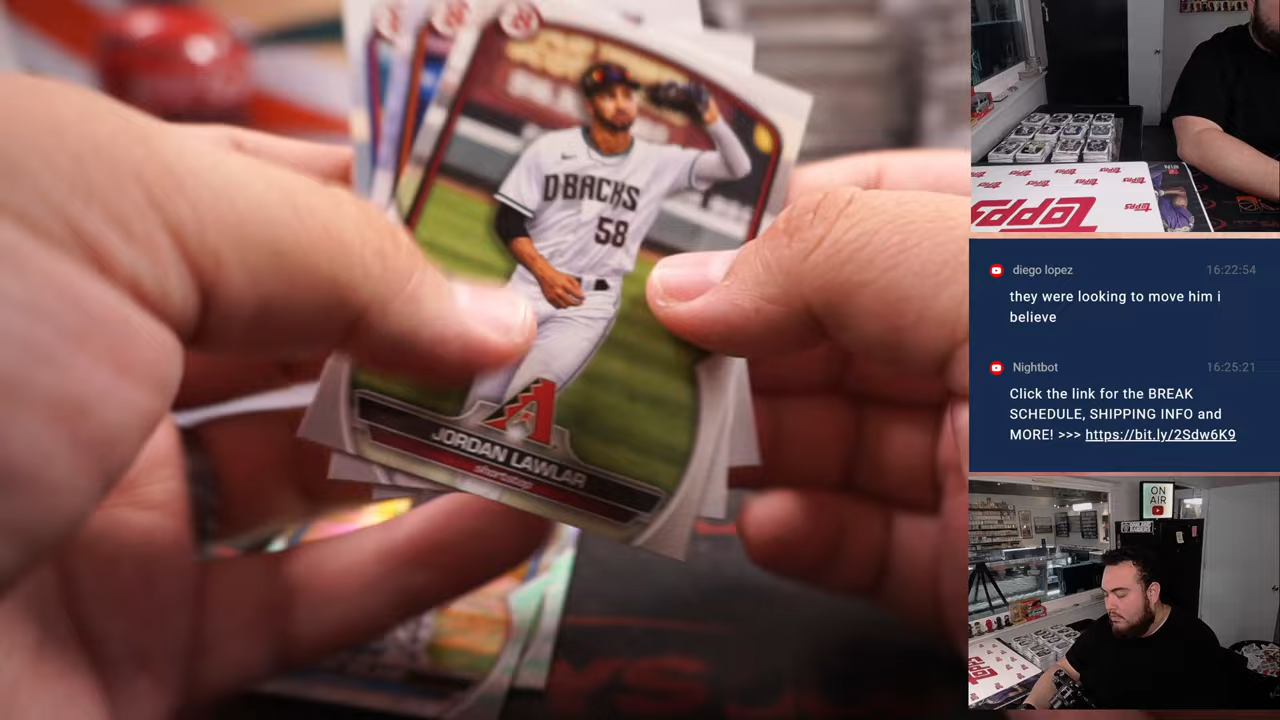 D·BACKS
58
JORDAN LAWLAR
shortstop
Topps
diego lopez 16:22:54
they were looking to move him i
believe
Nightbot 16:25:21
Click the link for the BREAK
SCHEDULE, SHIPPING INFO and
MORE! >>> https://bit.ly/2Sdw6K9
ON
AIR
Topps